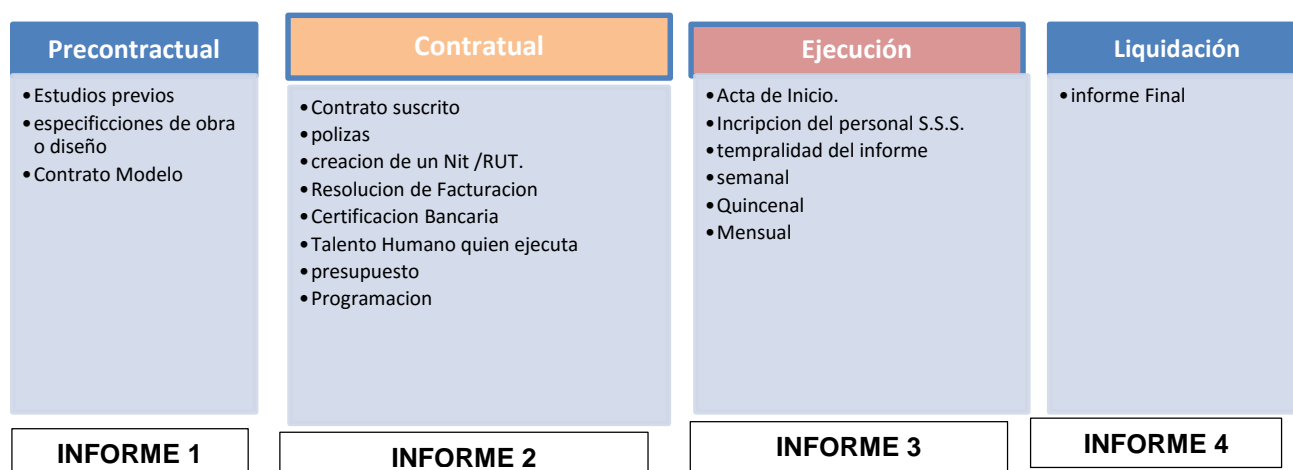 Precontractual
• Estudios previos
• especificciones de obra
o diseño
• Contrato Modelo
INFORME 1
Contratual
• Contrato suscrito
• polizas
• creacion de un Nit /RUT.
• Resolucion de Facturacion
• Certificacion Bancaria
• Talento Humano quien ejecuta
• presupuesto
• Programacion
INFORME 2
Ejecución
• Acta de Inicio.
• Incripcion del personal S.S.S.
• tempralidad del informe
• semanal
• Quincenal
• Mensual
INFORME 3
Liquidación
• informe Final
INFORME 4